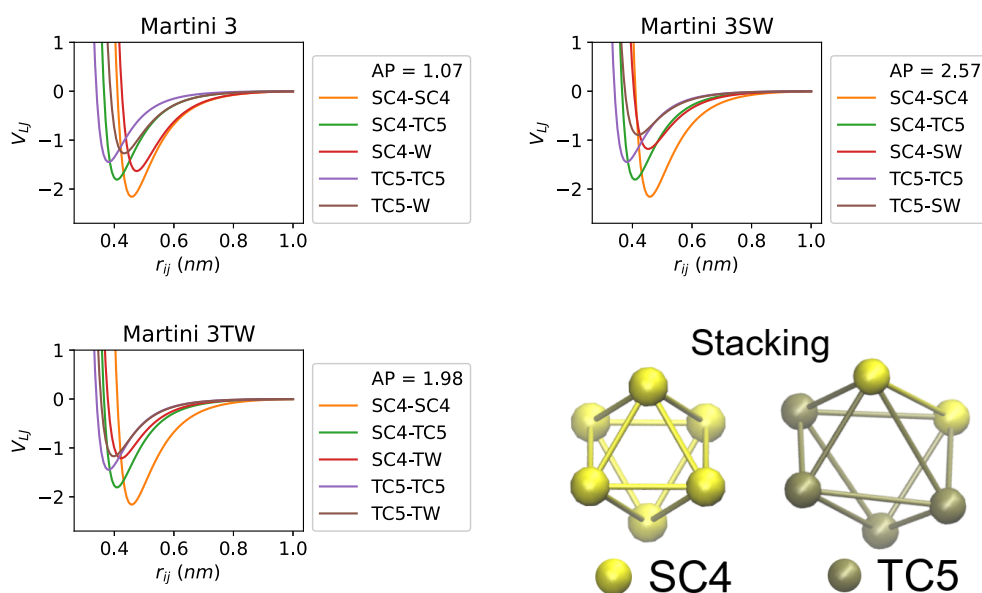 Martini 3
1
0
−1
−2
V_LJ
0.4 0.6 0.8 1.0
r_ij (nm)
AP = 1.07
SC4-SC4
SC4-TC5
SC4-W
TC5-TC5
TC5-W
Martini 3SW
1
0
−1
−2
V_LJ
0.4 0.6 0.8 1.0
r_ij (nm)
AP = 2.57
SC4-SC4
SC4-TC5
SC4-SW
TC5-TC5
TC5-SW
Martini 3TW
1
0
−1
−2
V_LJ
0.4 0.6 0.8 1.0
r_ij (nm)
AP = 1.98
SC4-SC4
SC4-TC5
SC4-TW
TC5-TC5
TC5-TW
Stacking
SC4 TC5